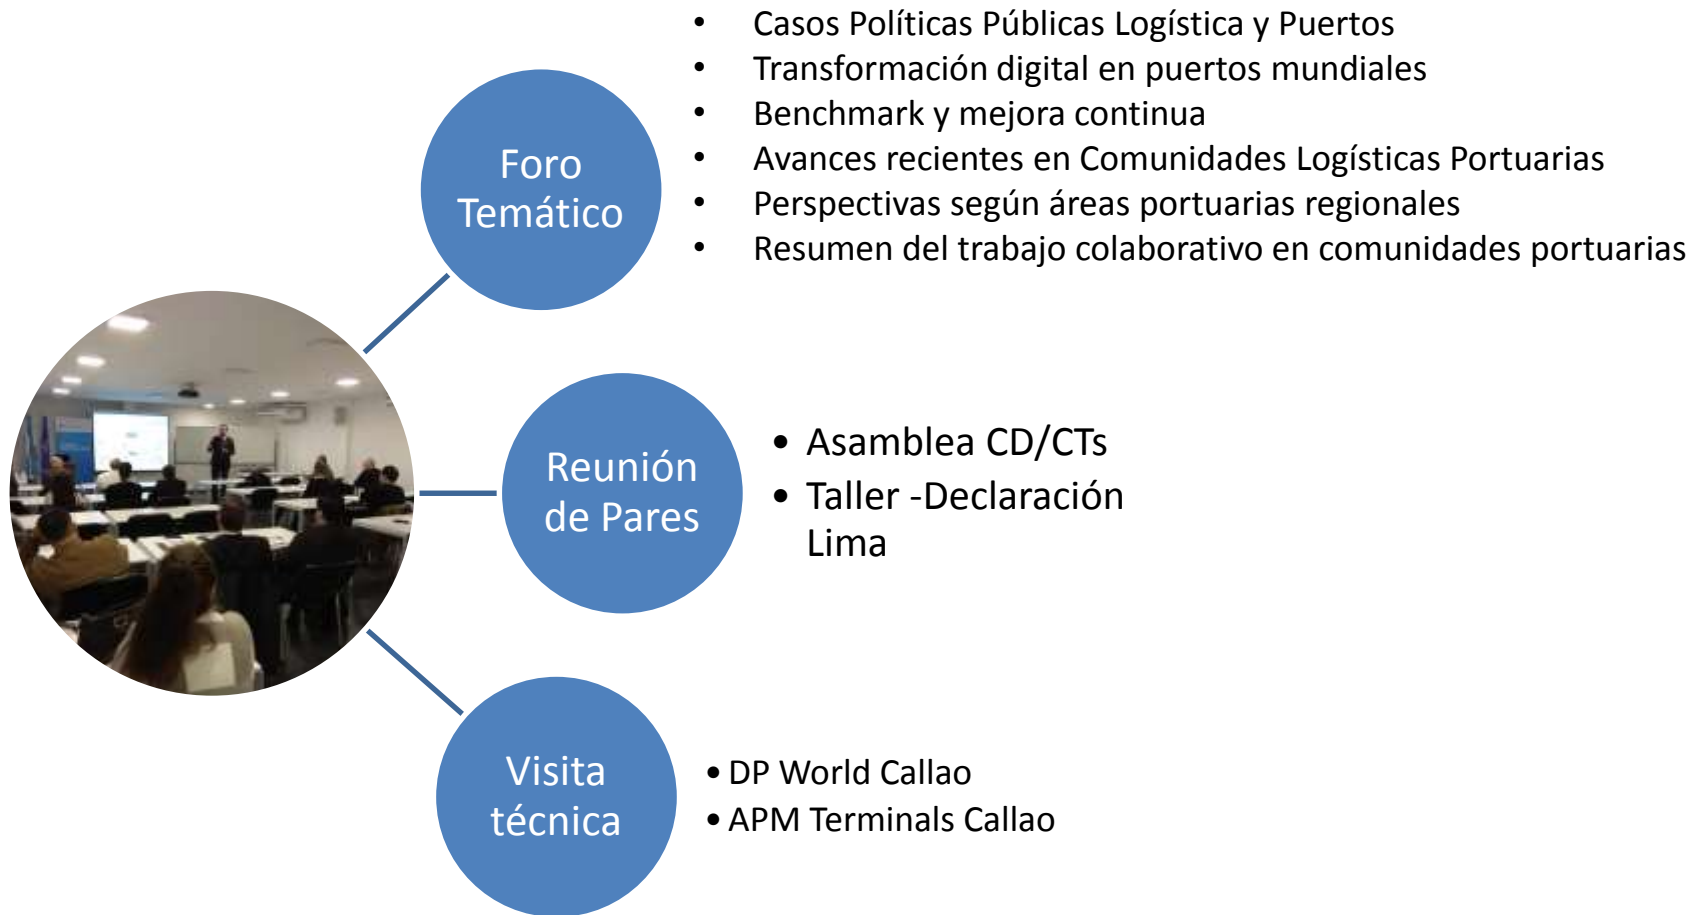 • Casos Políticas Públicas Logística y Puertos
• Transformación digital en puertos mundiales
• Benchmark y mejora continua
• Avances recientes en Comunidades Logísticas Portuarias
• Perspectivas según áreas portuarias regionales
• Resumen del trabajo colaborativo en comunidades portuarias
Foro
Temático
Reunión
de Pares
• Asamblea CD/CTs
• Taller -Declaración
Lima
Visita
técnica
• DP World Callao
• APM Terminals Callao